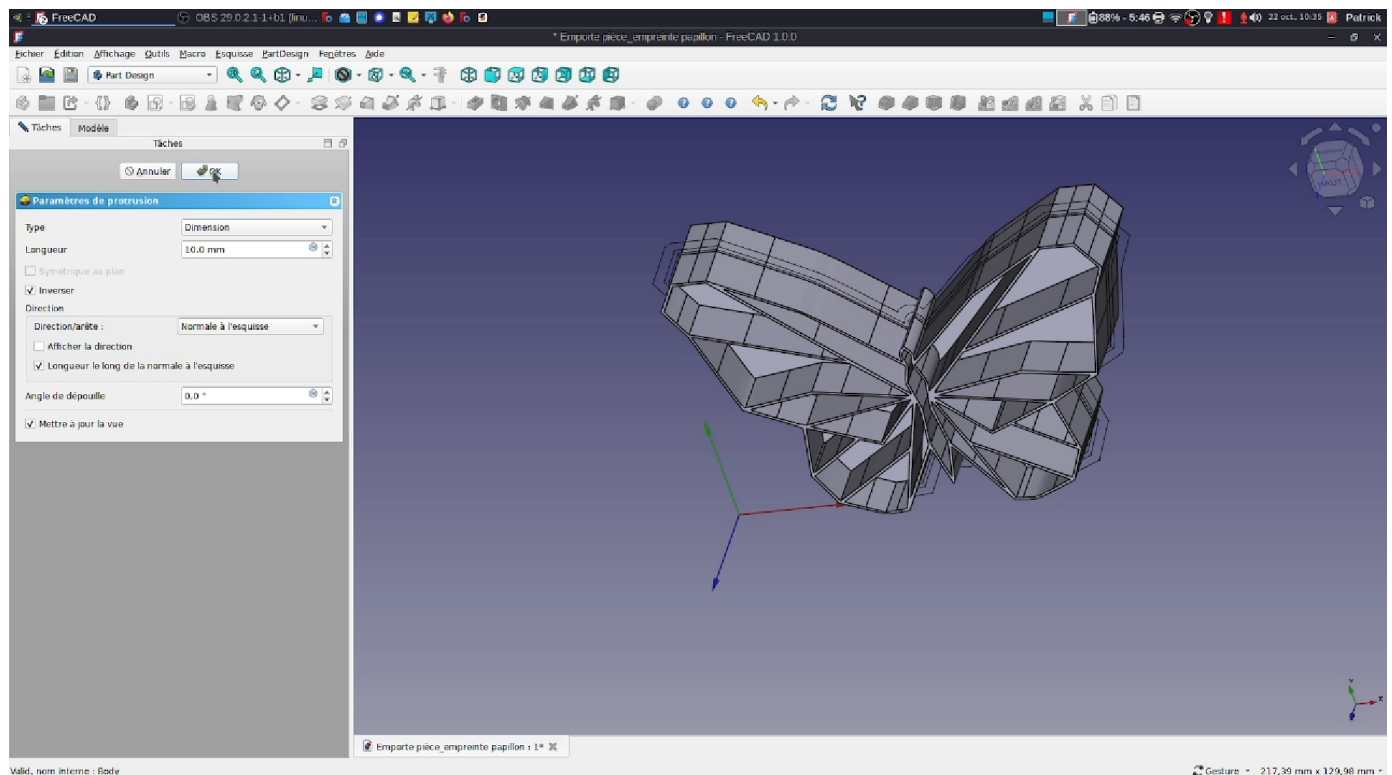 FreeCAD
OBS 29.0.2.1-1+b1 (linu...
88% - 5:46
22 oct., 10:35
Patrick
* Emporte pièce_empreinte papillon - FreeCAD 1.0.0
Fichier Édition Affichage Outils Macro Esquisse PartDesign Fenêtres Aide
Part Design
Tâches Modèle
Tâches
Annuler OK
Paramètres de protrusion
Type Dimension
Longueur 10.0 mm
Symétrique au plan
Inverser
Direction
Direction/arête : Normale à l'esquisse
Afficher la direction
Longueur le long de la normale à l'esquisse
Angle de dépouille 0.0 °
Mettre à jour la vue
HAUT
Y
X
Emporte pièce_empreinte papillon : 1*
Valid, nom interne : Body
Gesture
217,39 mm x 129,98 mm